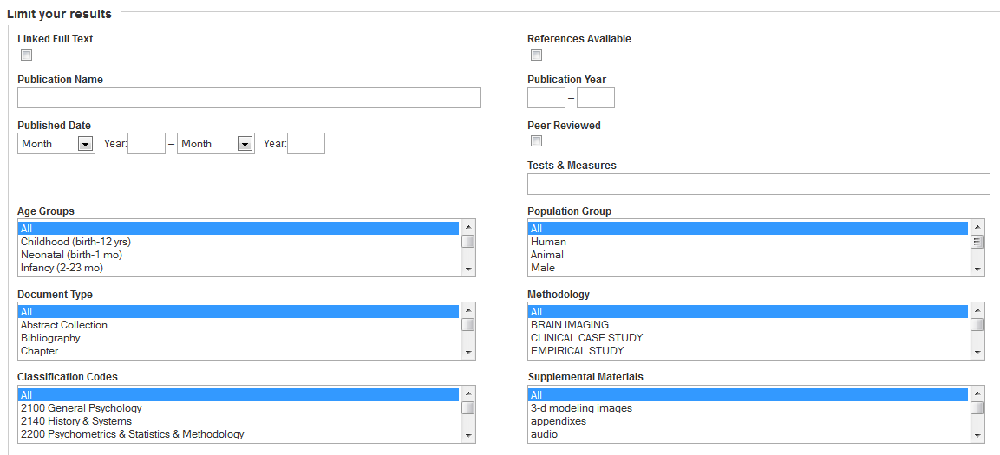 Limit your results
Linked Full Text
References Available
Publication Name
Publication Year
–
Published Date
Month Year: – Month Year:
Peer Reviewed
Tests & Measures
Age Groups
All
Childhood (birth-12 yrs)
Neonatal (birth-1 mo)
Infancy (2-23 mo)
Population Group
All
Human
Animal
Male
Document Type
All
Abstract Collection
Bibliography
Chapter
Methodology
All
BRAIN IMAGING
CLINICAL CASE STUDY
EMPIRICAL STUDY
Classification Codes
All
2100 General Psychology
2140 History & Systems
2200 Psychometrics & Statistics & Methodology
Supplemental Materials
All
3-d modeling images
appendixes
audio